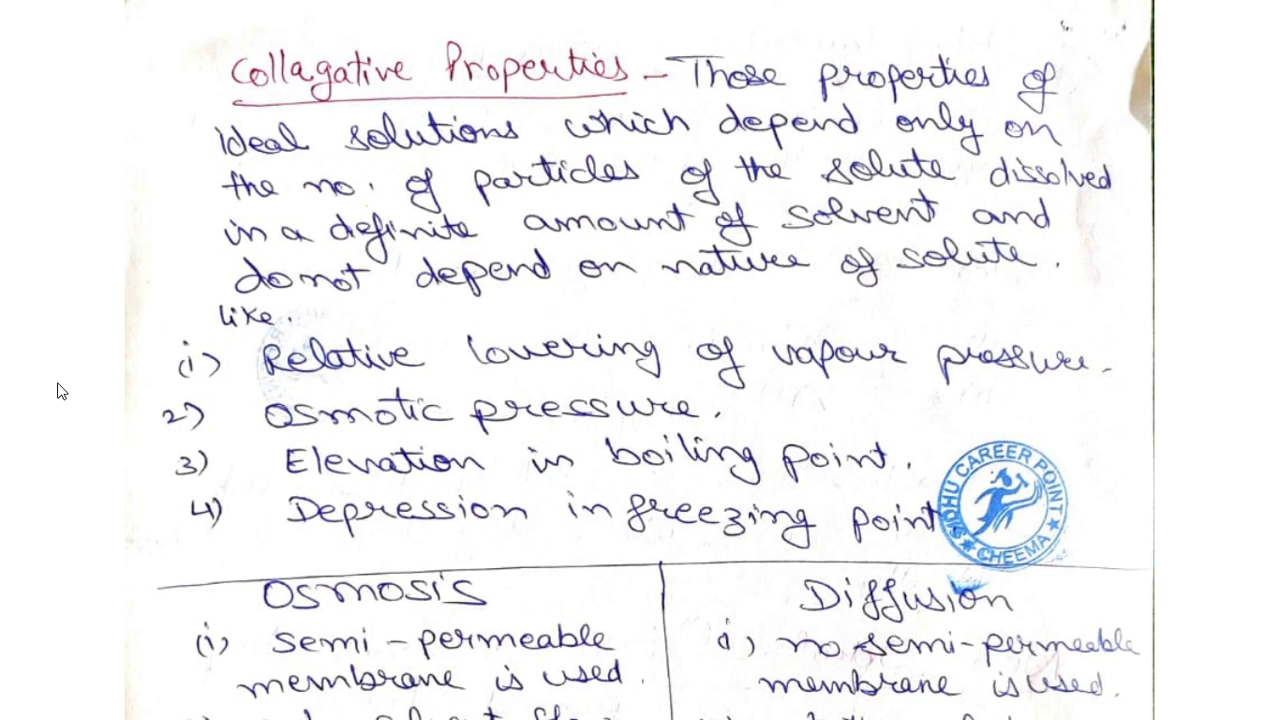 Collagative Properties - Those properties of
Ideal solutions which depend only on
the no. of particles of the solute dissolved
in a definite amount of solvent and
do not depend on nature of solute.
like.
(i) Relative lowering of vapour pressure.
2) Osmotic pressure.
3) Elevation in boiling point.
4) Depression in freezing point.
SIDHU CAREER POINT
★ CHEEMA ★
Osmosis
(i) semi-permeable
membrane is used.
Diffusion
i) no semi-permeable
membrane is used.